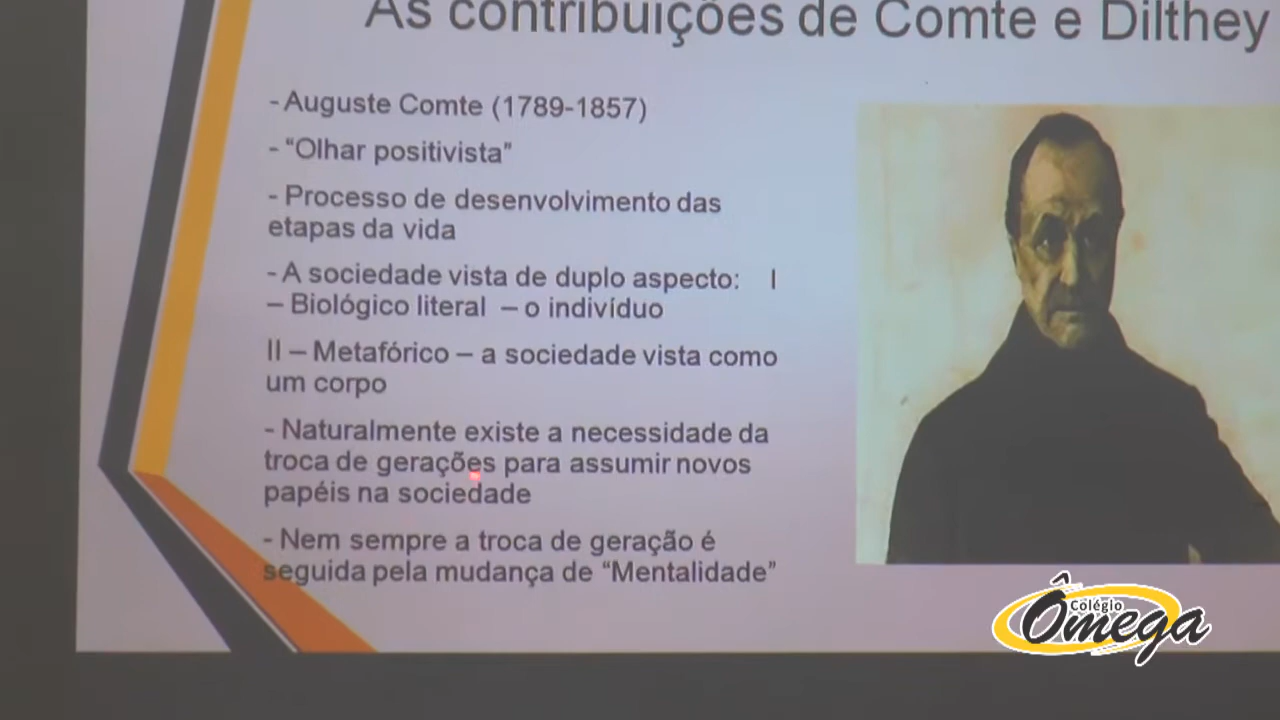 As contribuições de Comte e Dilthey
- Auguste Comte (1789-1857)
- “Olhar positivista”
- Processo de desenvolvimento das
etapas da vida
- A sociedade vista de duplo aspecto: I
– Biológico literal – o indivíduo
II – Metafórico – a sociedade vista como
um corpo
- Naturalmente existe a necessidade da
troca de gerações para assumir novos
papéis na sociedade
- Nem sempre a troca de geração é
seguida pela mudança de “Mentalidade”
Colégio
Ômega